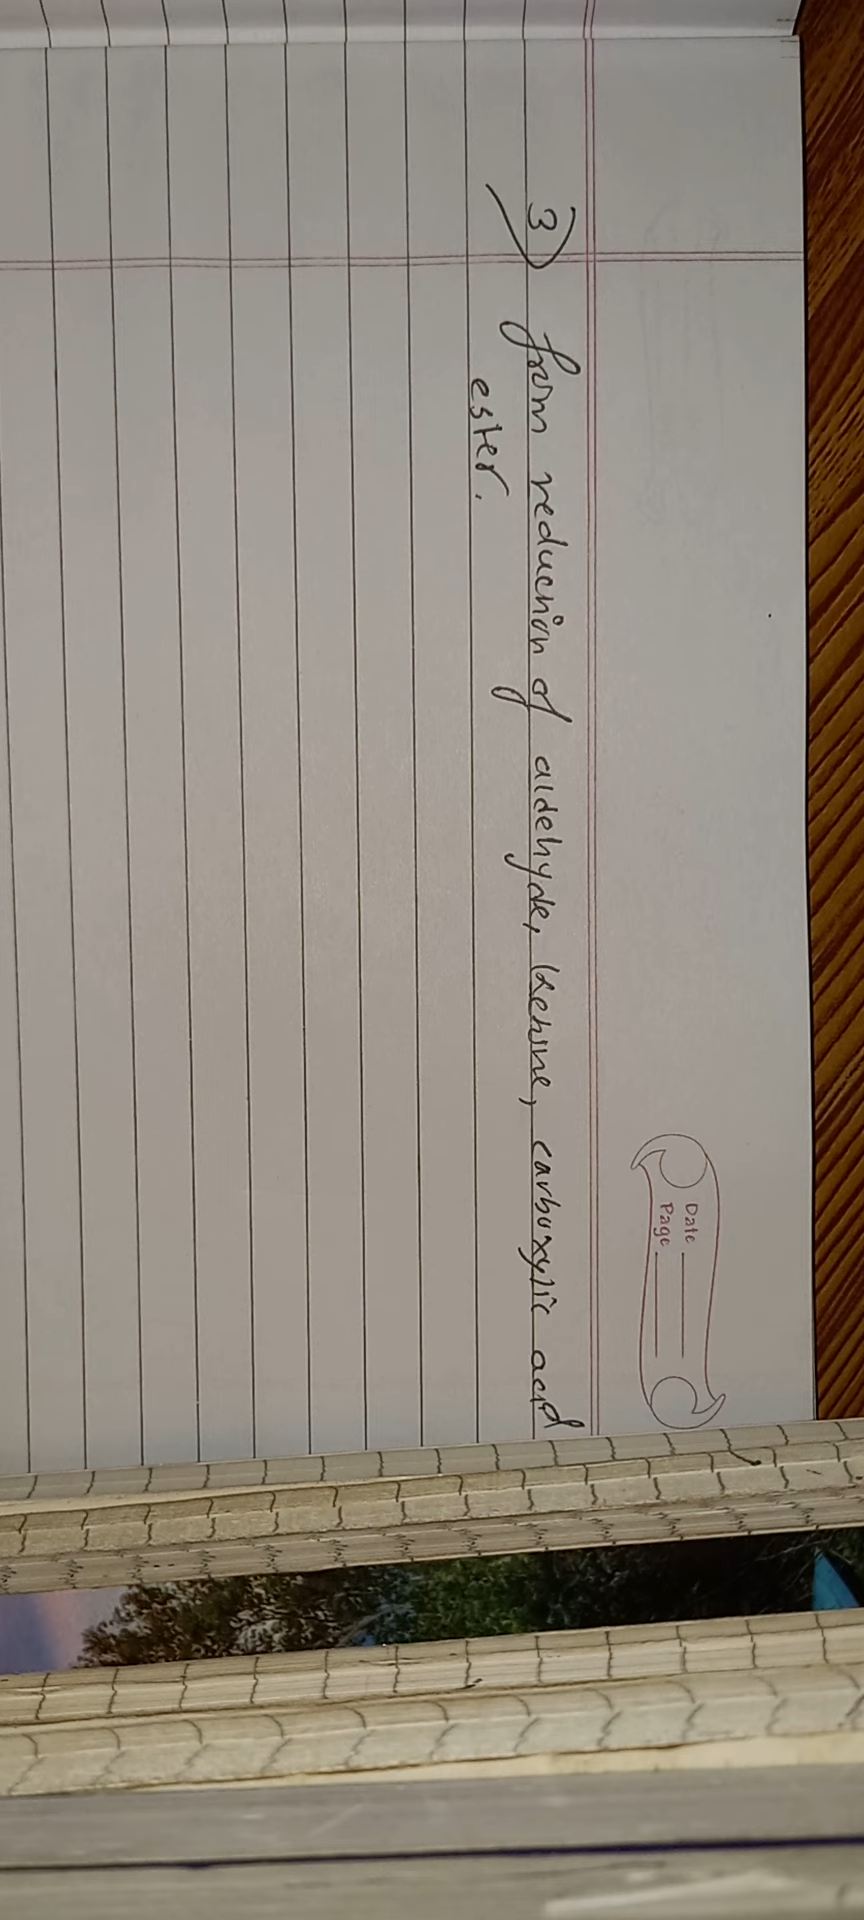 Date
Page
3) from reduction of aldehyde, ketone, carboxylic acid
ester.